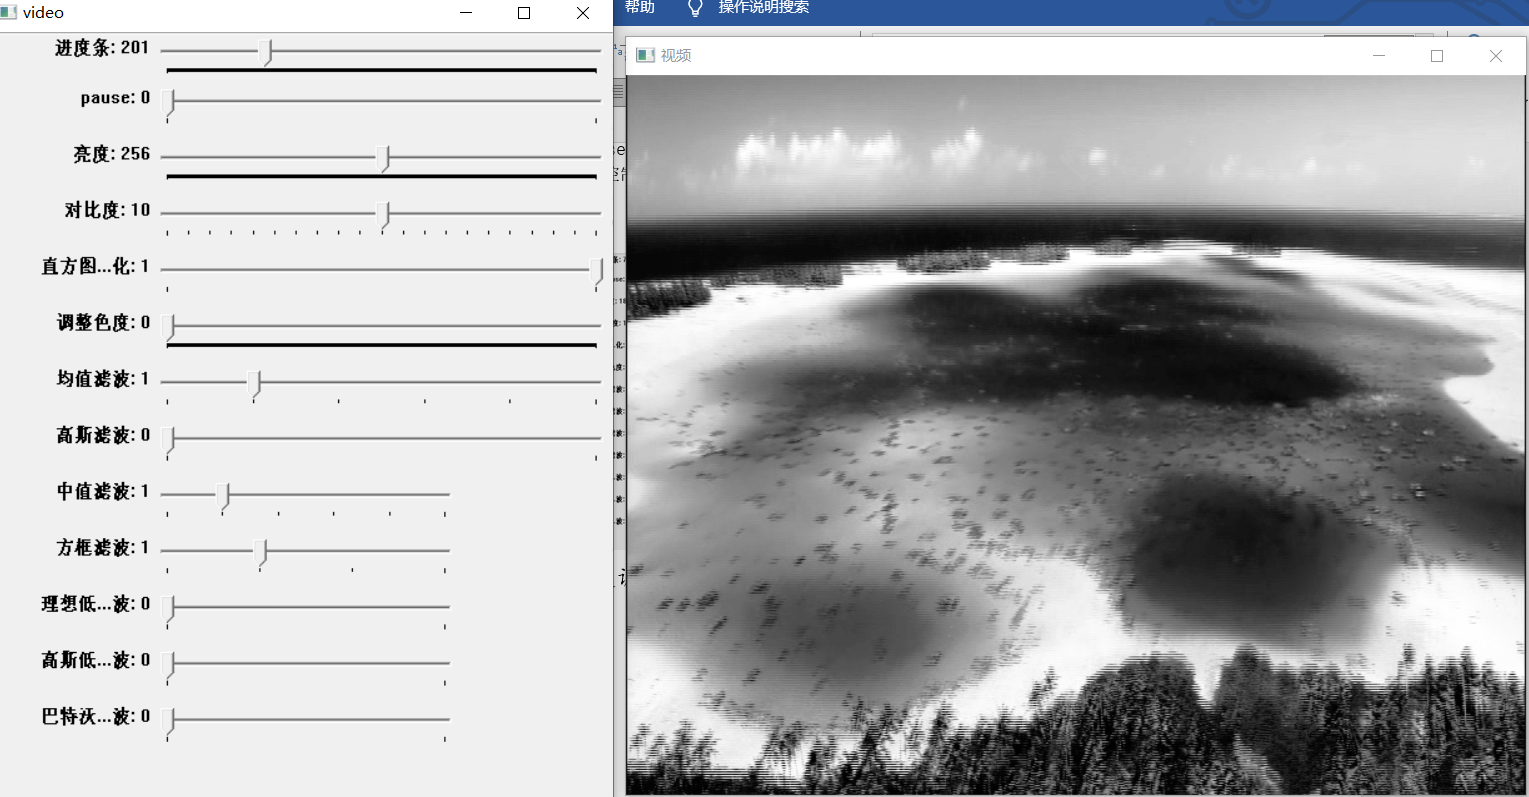 video
进度条: 201
pause: 0
亮度: 256
对比度: 10
直方图...化: 1
调整色度: 0
均值滤波: 1
高斯滤波: 0
中值滤波: 1
方框滤波: 1
理想低...波: 0
高斯低...波: 0
巴特沃...波: 0
帮助
操作说明搜索
视频